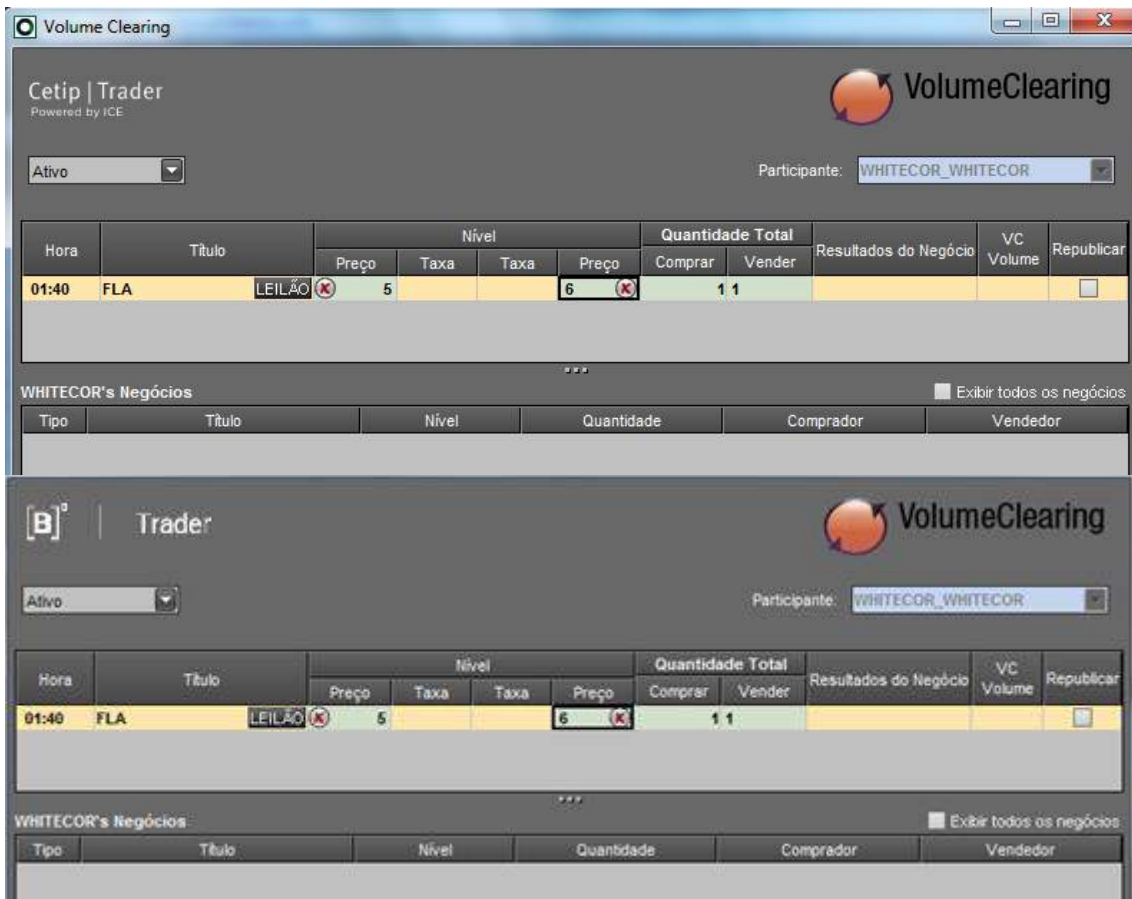 Volume Clearing
Cetip | Trader
Powered by ICE
VolumeClearing
Ativo
Participante: WHITECOR_WHITECOR
Hora Título Nível Quantidade Total Resultados do Negócio VC Volume Republicar
Preço Taxa Taxa Preço Comprar Vender
01:40 FLA LEILÃO 5 6 1 1
WHITECOR's Negócios Exibir todos os negócios
Tipo Título Nível Quantidade Comprador Vendedor
[B]³ | Trader
VolumeClearing
Ativo
Participante: WHITECOR_WHITECOR
Hora Título Nível Quantidade Total Resultados do Negócio VC Volume Republicar
Preço Taxa Taxa Preço Comprar Vender
01:40 FLA LEILÃO 5 6 1 1
WHITECOR's Negócios Exibir todos os negócios
Tipo Título Nível Quantidade Comprador Vendedor